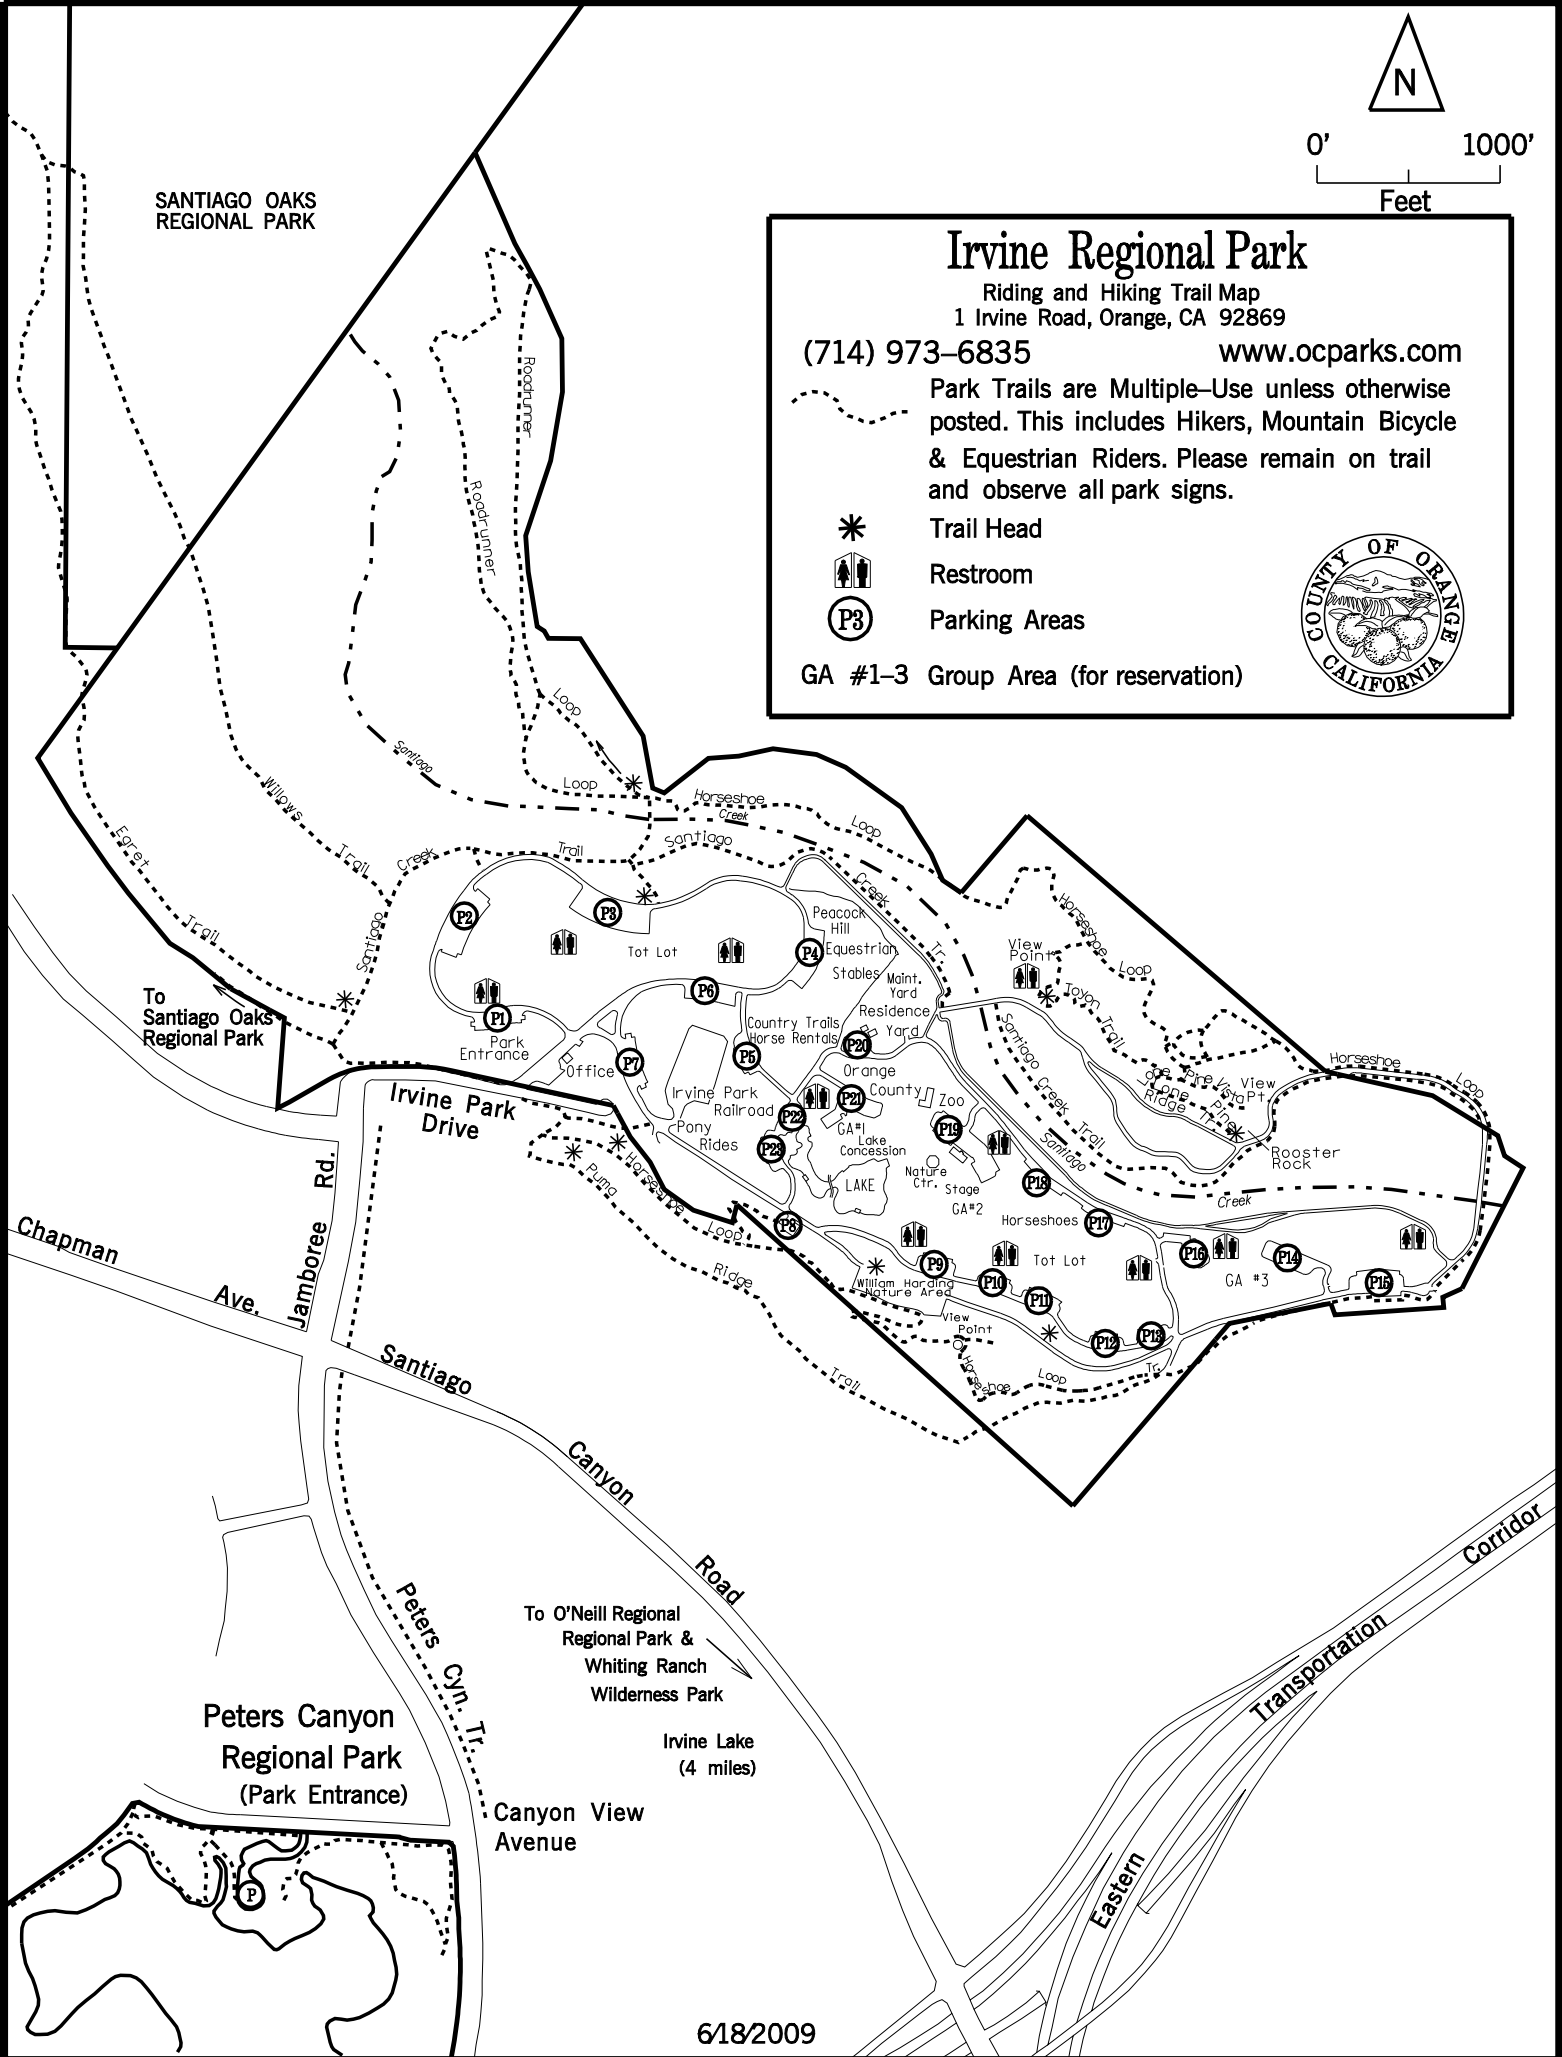 N
0' 1000'
Feet
Irvine Regional Park
Riding and Hiking Trail Map
1 Irvine Road, Orange, CA 92869
(714) 973–6835 www.ocparks.com
Park Trails are Multiple–Use unless otherwise
posted. This includes Hikers, Mountain Bicycle
& Equestrian Riders. Please remain on trail
and observe all park signs.
Trail Head
Restroom
P3 Parking Areas
GA #1–3 Group Area (for reservation)
COUNTY OF ORANGE
CALIFORNIA
SANTIAGO OAKS
REGIONAL PARK
Roadrunner
Roadrunner
Loop
Loop
Santiago
Horseshoe
Creek
Loop
Willows
Trail
Egret
Trail
Creek
Trail
Santiago
Creek
Tr.
Santiago
P2
P3
P4
Tot Lot
Peacock
Hill
Equestrian
Stables
Maint.
Yard
Residence
Yard
P6
P1
Park
Entrance
Country Trails
Horse Rentals
P5
P20
P7
Office
Orange
County
Zoo
Irvine Park
Railroad
P21
P22
GA#1
Pony
Rides
P23
Lake
Concession
P19
LAKE
Nature
Ctr.
Stage
GA#2
P18
Horseshoes
P17
P8
P9
P10
P11
Tot Lot
P16
P14
GA #3
P15
P12
P13
William Harding
Nature Area
View
Point
Horseshoe
Loop
Tr.
View
Point
Horseshoe
Loop
Toyon Trail
Santiago Creek
Trail
Santiago
Creek
Ridge
View
Pt.
Horseshoe
Loop
Rooster
Rock
To
Santiago Oaks
Regional Park
Irvine Park
Drive
Puma
Horseshoe
Loop
Ridge
Trail
Chapman
Ave.
Jamboree
Rd.
Santiago
Canyon
Road
Peters Cyn. Tr.
To O'Neill Regional
Regional Park &
Whiting Ranch
Wilderness Park
Irvine Lake
(4 miles)
Peters Canyon
Regional Park
(Park Entrance)
P
Canyon View
Avenue
Eastern
Transportation
Corridor
6/18/2009